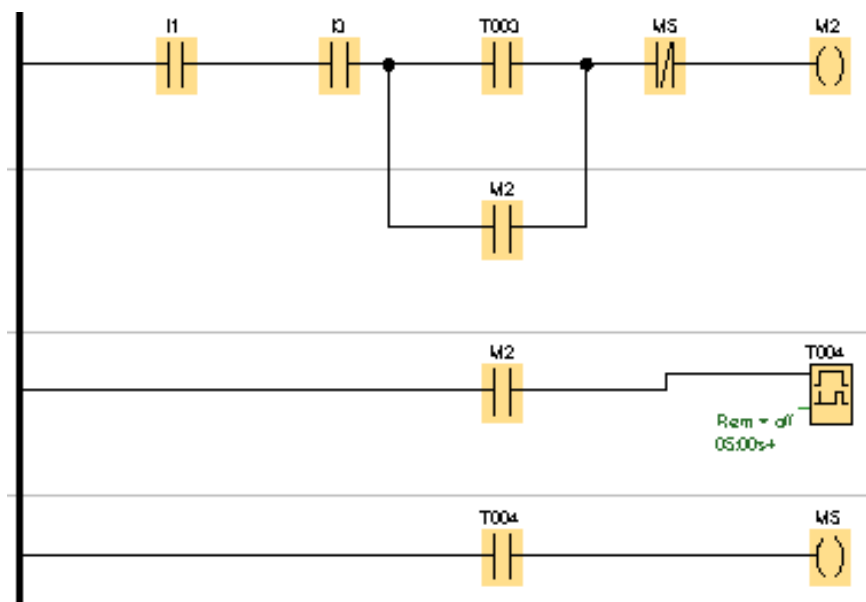 I1 I3 T003 M5 M2
M2
M2 T004
Rem = off
05:00s+
T004 M5